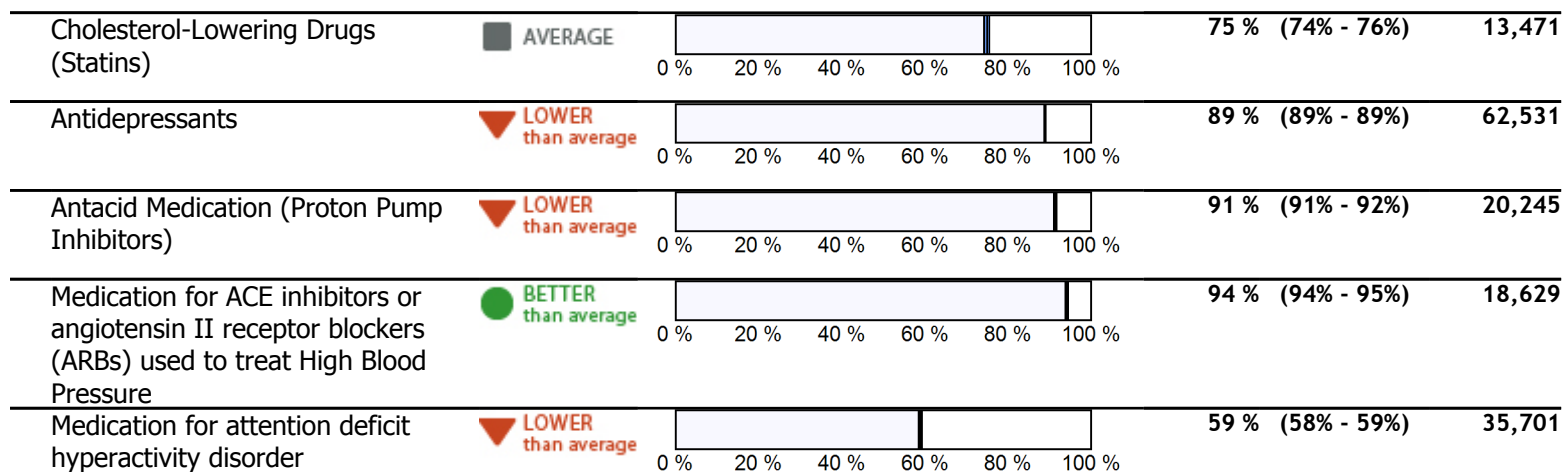 Cholesterol-Lowering Drugs
(Statins)
AVERAGE
0 % 20 % 40 % 60 % 80 % 100 %
75 % (74% - 76%) 13,471
Antidepressants
LOWER
than average
0 % 20 % 40 % 60 % 80 % 100 %
89 % (89% - 89%) 62,531
Antacid Medication (Proton Pump
Inhibitors)
LOWER
than average
0 % 20 % 40 % 60 % 80 % 100 %
91 % (91% - 92%) 20,245
Medication for ACE inhibitors or
angiotensin II receptor blockers
(ARBs) used to treat High Blood
Pressure
BETTER
than average
0 % 20 % 40 % 60 % 80 % 100 %
94 % (94% - 95%) 18,629
Medication for attention deficit
hyperactivity disorder
LOWER
than average
0 % 20 % 40 % 60 % 80 % 100 %
59 % (58% - 59%) 35,701